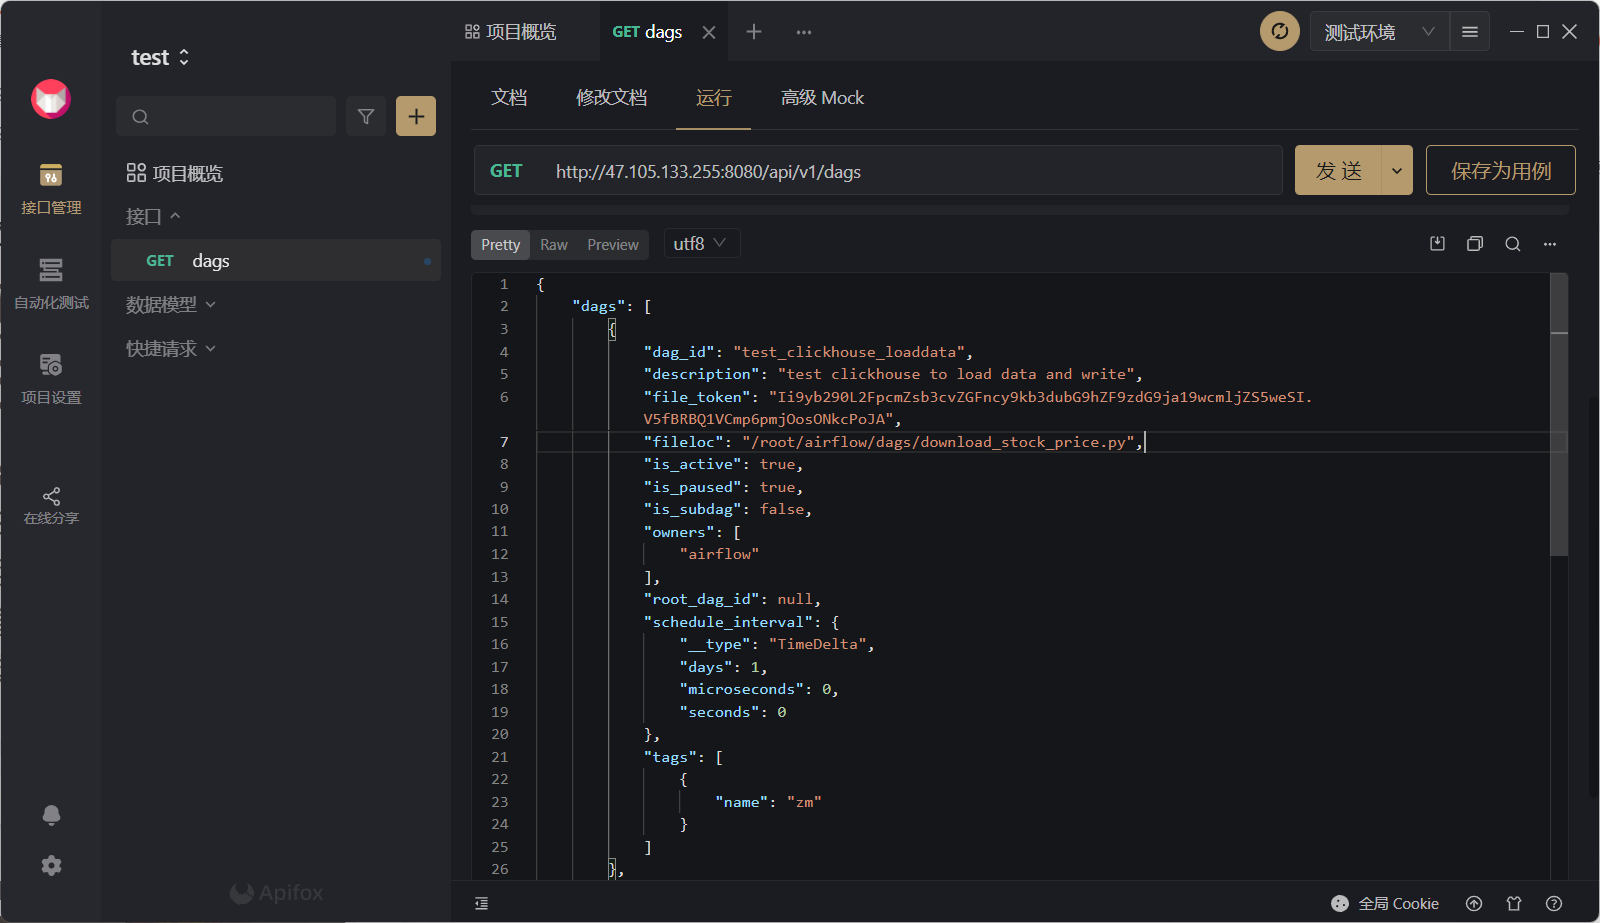 test
项目概览
GET dags
测试环境
接口管理
自动化测试
项目设置
在线分享
项目概览
接口
GET dags
数据模型
快捷请求
Apifox
文档
修改文档
运行
高级 Mock
GET http://47.105.133.255:8080/api/v1/dags
发 送
保存为用例
Pretty Raw Preview utf8
1 {
2 "dags": [
3 {
4 "dag_id": "test_clickhouse_loaddata",
5 "description": "test clickhouse to load data and write",
6 "file_token": "Ii9yb290L2FpcmZsb3cvZGFncy9kb3dubG9hZF9zdG9ja19wcmljZS5weSI.
V5fBRBQ1VCmp6pmjOosONkcPoJA",
7 "fileloc": "/root/airflow/dags/download_stock_price.py",
8 "is_active": true,
9 "is_paused": true,
10 "is_subdag": false,
11 "owners": [
12 "airflow"
13 ],
14 "root_dag_id": null,
15 "schedule_interval": {
16 "__type": "TimeDelta",
17 "days": 1,
18 "microseconds": 0,
19 "seconds": 0
20 },
21 "tags": [
22 {
23 "name": "zm"
24 }
25 ]
26 },
全局 Cookie